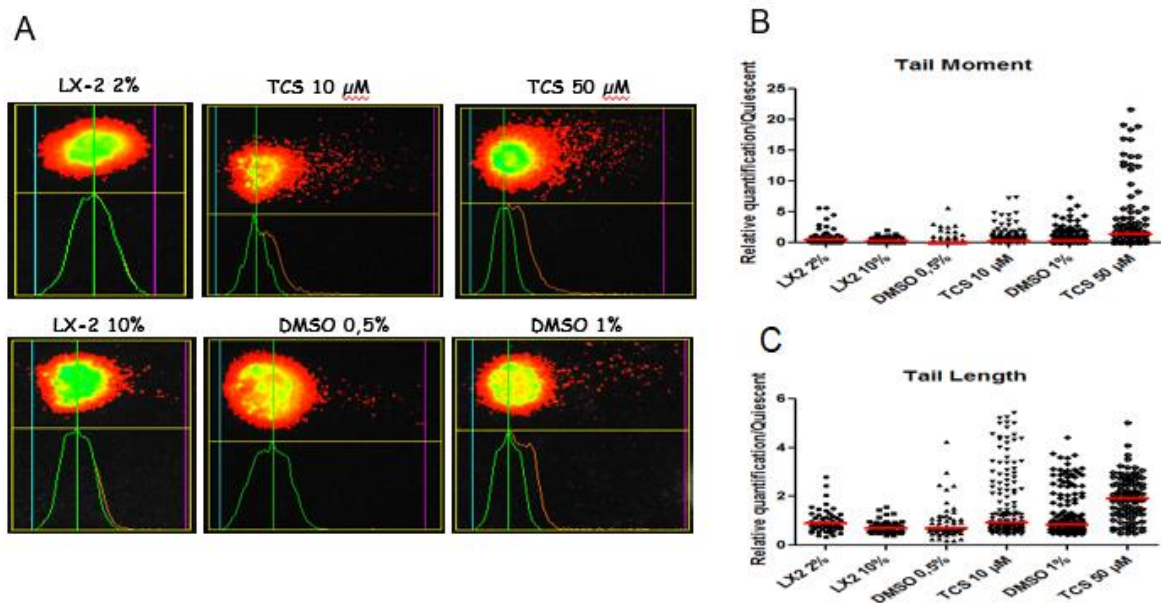 A
LX-2 2%
TCS 10 µM
TCS 50 µM
LX-2 10%
DMSO 0,5%
DMSO 1%
B
Tail Moment
Relative quantification/Quiescent
25
20
15
10
5
0
LX2 2%
LX2 10%
DMSO 0,5%
TCS 10 µM
DMSO 1%
TCS 50 µM
C
Tail Length
Relative quantification/Quiescent
6
4
2
0
LX2 2%
LX2 10%
DMSO 0,5%
TCS 10 µM
DMSO 1%
TCS 50 µM